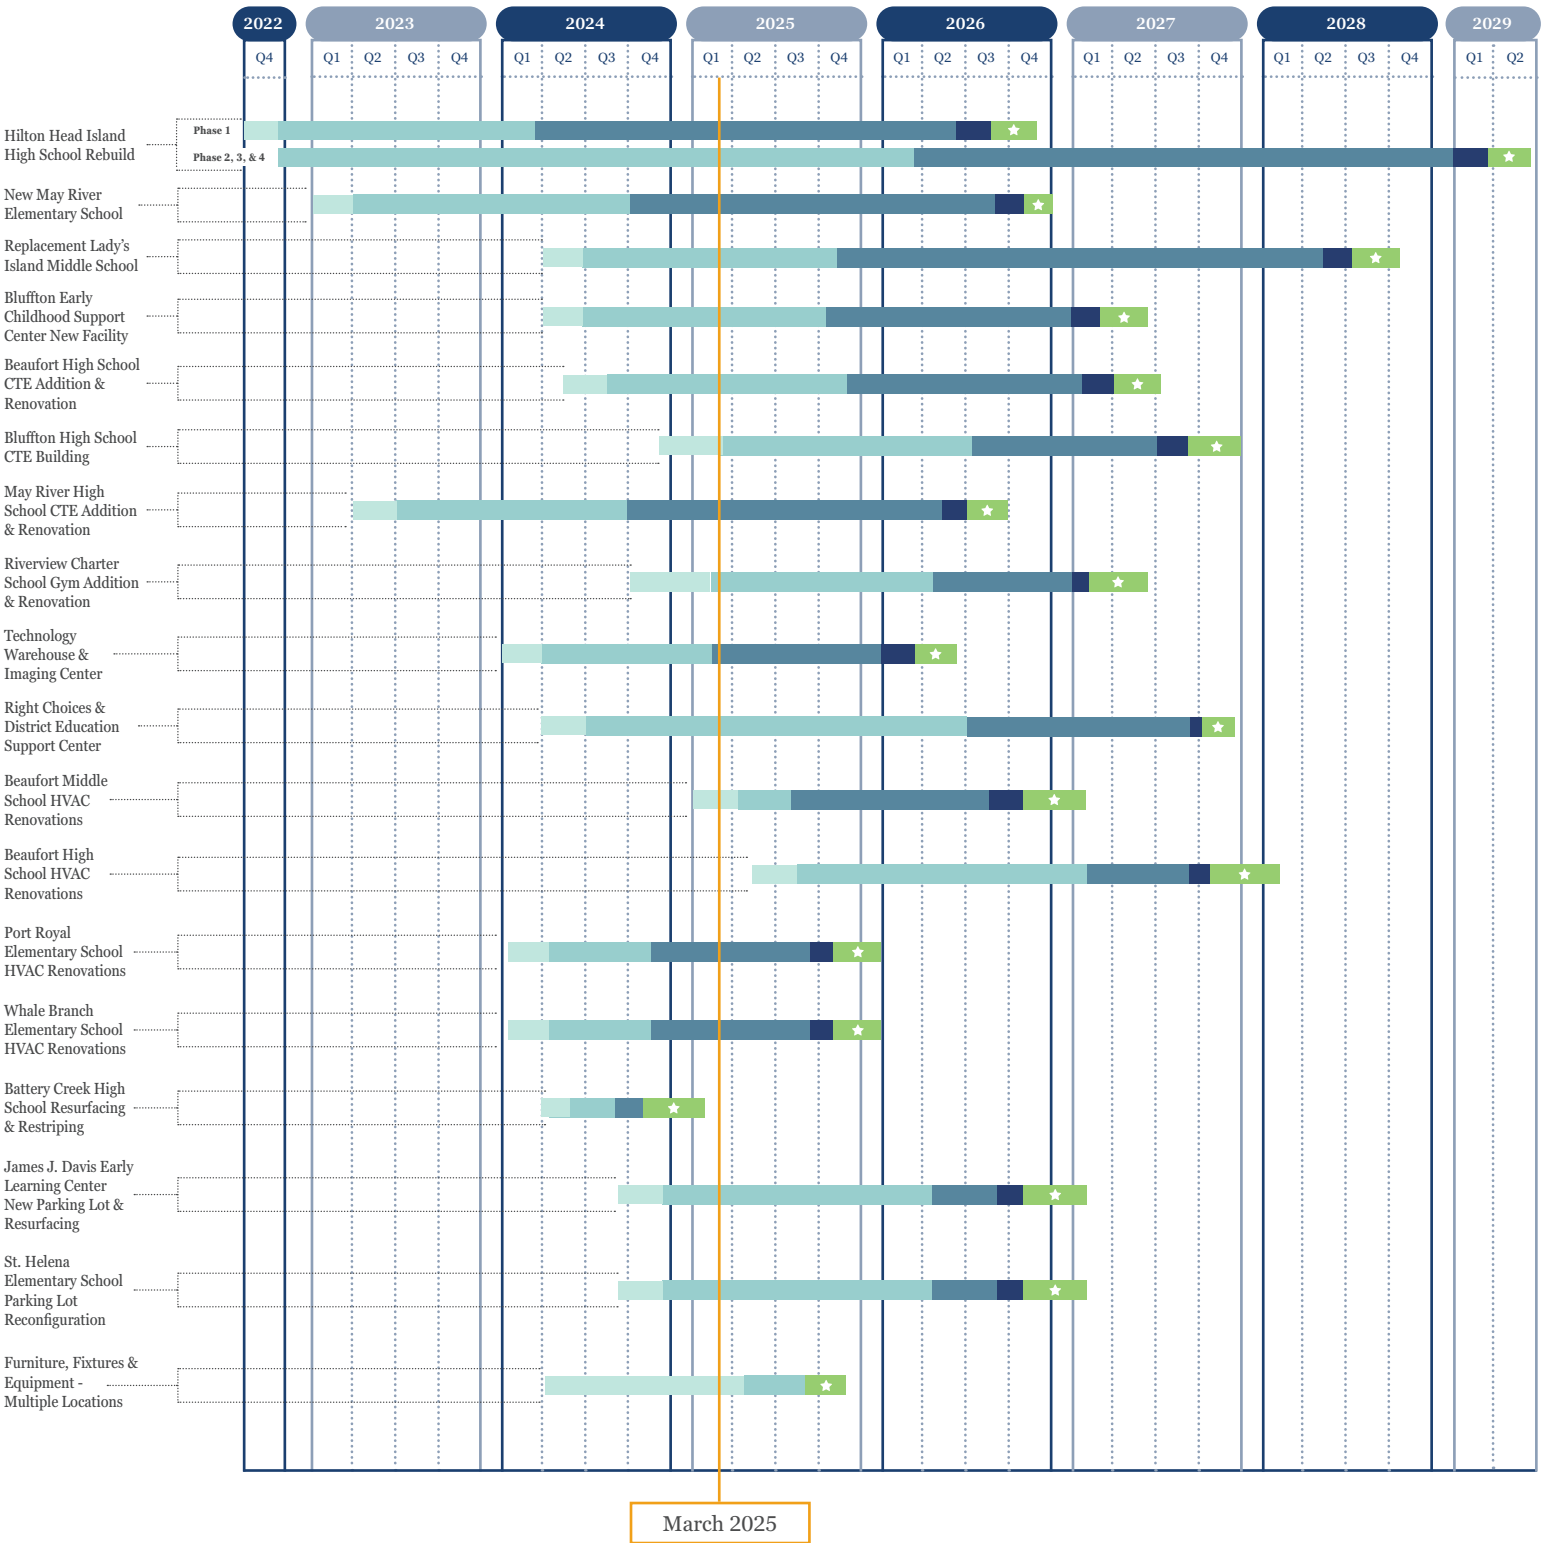 2022 2023 2024 2025 2026 2027 2028 2029
Q4 Q1 Q2 Q3 Q4 Q1 Q2 Q3 Q4 Q1 Q2 Q3 Q4 Q1 Q2 Q3 Q4 Q1 Q2 Q3 Q4 Q1 Q2 Q3 Q4 Q1 Q2
Hilton Head Island
High School Rebuild
Phase 1
Phase 2, 3, & 4
New May River
Elementary School
Replacement Lady’s
Island Middle School
Bluffton Early
Childhood Support
Center New Facility
Beaufort High School
CTE Addition &
Renovation
Bluffton High School
CTE Building
May River High
School CTE Addition
& Renovation
Riverview Charter
School Gym Addition
& Renovation
Technology
Warehouse &
Imaging Center
Right Choices &
District Education
Support Center
Beaufort Middle
School HVAC
Renovations
Beaufort High
School HVAC
Renovations
Port Royal
Elementary School
HVAC Renovations
Whale Branch
Elementary School
HVAC Renovations
Battery Creek High
School Resurfacing
& Restriping
James J. Davis Early
Learning Center
New Parking Lot &
Resurfacing
St. Helena
Elementary School
Parking Lot
Reconfiguration
Furniture, Fixtures &
Equipment -
Multiple Locations
March 2025